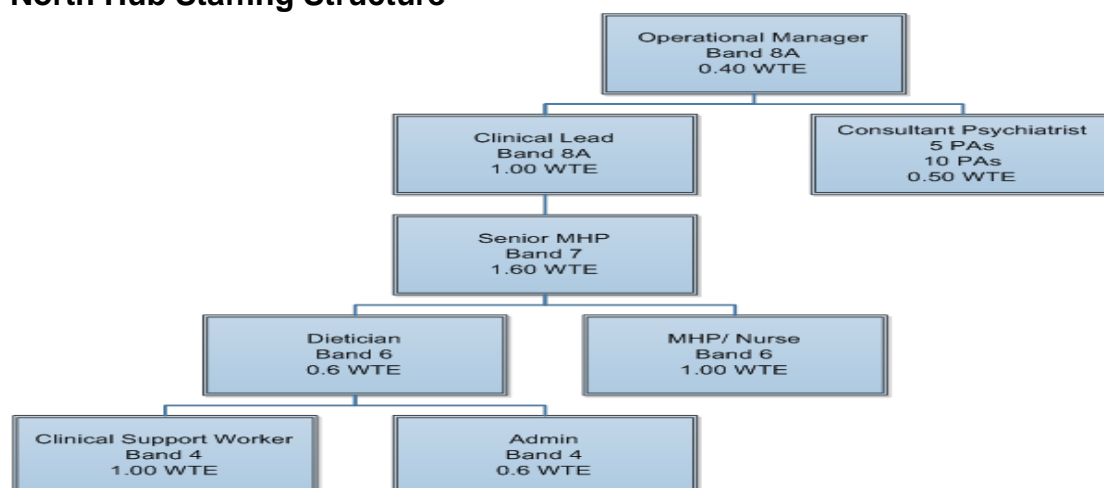 North Hub Staffing Structure
Operational Manager
Band 8A
0.40 WTE
Clinical Lead
Band 8A
1.00 WTE
Consultant Psychiatrist
5 PAs
10 PAs
0.50 WTE
Senior MHP
Band 7
1.60 WTE
Dietician
Band 6
0.6 WTE
MHP/ Nurse
Band 6
1.00 WTE
Clinical Support Worker
Band 4
1.00 WTE
Admin
Band 4
0.6 WTE